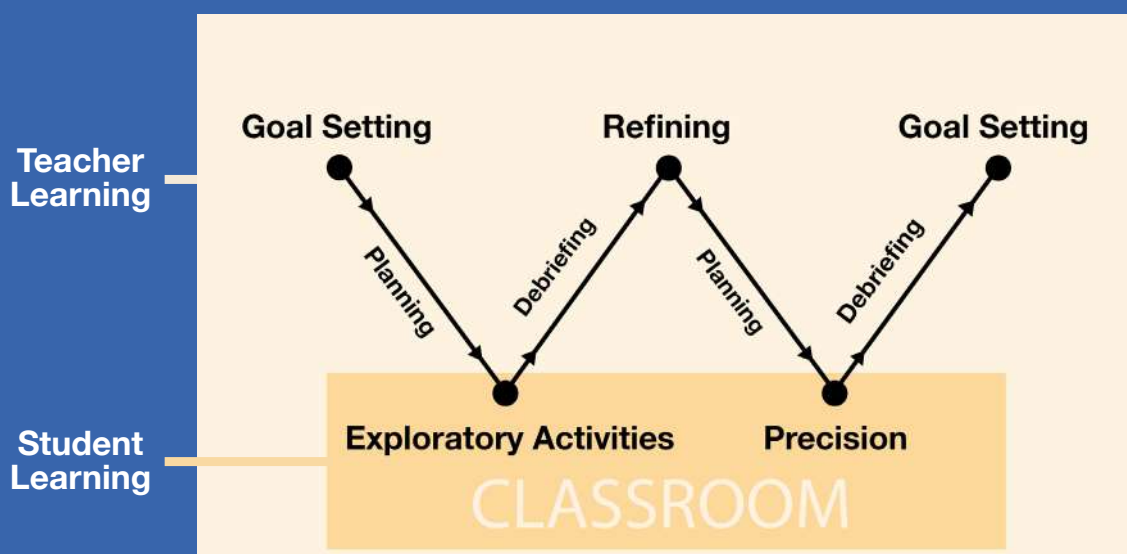 Goal Setting
Refining
Goal Setting
Teacher
Learning
Planning
Debriefing
Planning
Debriefing
Student
Learning
Exploratory Activities
Precision
CLASSROOM